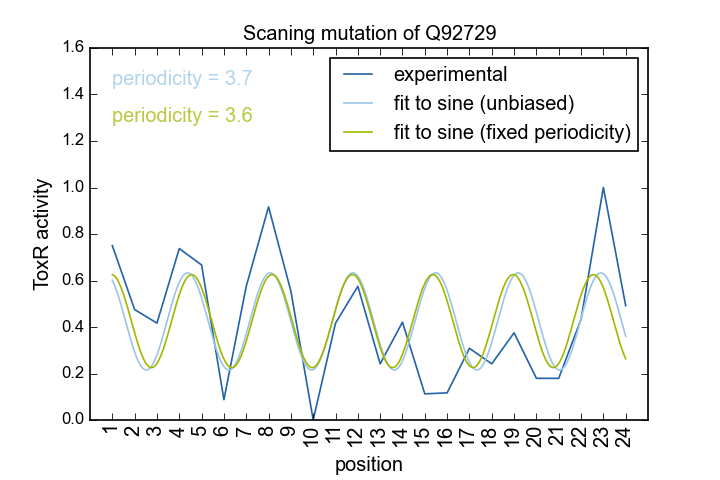 Scaning mutation of Q92729
1.6
1.4
1.2
1.0
0.8
0.6
0.4
0.2
0.0
ToxR activity
periodicity = 3.7
periodicity = 3.6
experimental
fit to sine (unbiased)
fit to sine (fixed periodicity)
1 2 3 4 5 6 7 8 9 10 11 12 13 14 15 16 17 18 19 20 21 22 23 24
position